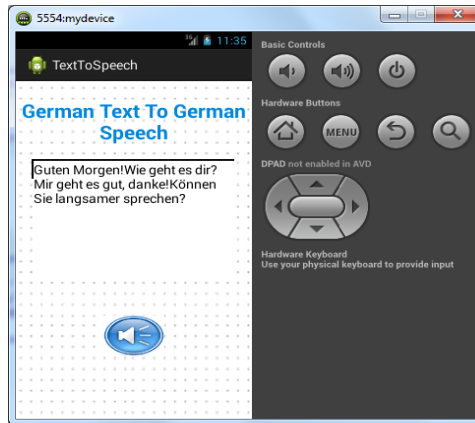 5554:mydevice
3G 11:35
TextToSpeech
German Text To German
Speech
Guten Morgen!Wie geht es dir?
Mir geht es gut, danke!Können
Sie langsamer sprechen?
Basic Controls
Hardware Buttons
MENU
DPAD not enabled in AVD
Hardware Keyboard
Use your physical keyboard to provide input